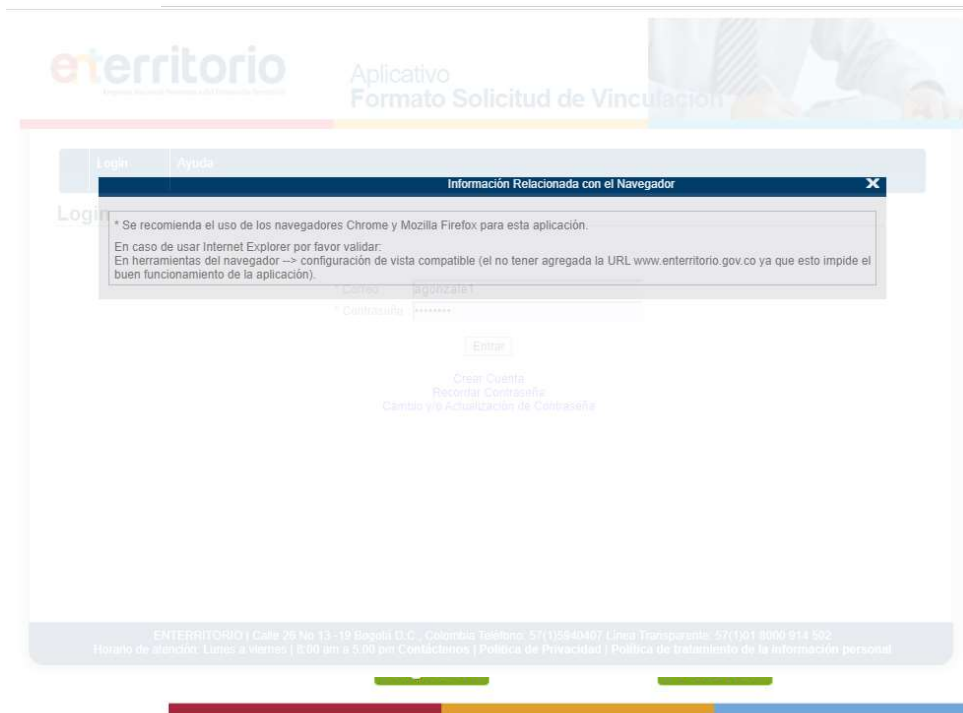 enterritorio
Aplicativo
Formato Solicitud de Vinculación
Login Ayuda
Información Relacionada con el Navegador X
Login
* Se recomienda el uso de los navegadores Chrome y Mozilla Firefox para esta aplicación.
En caso de usar Internet Explorer por favor validar:
En herramientas del navegador --> configuración de vista compatible (el no tener agregada la URL www.enterritorio.gov.co ya que esto impide el
buen funcionamiento de la aplicación).
* Correo agonzale1
* Contraseña ••••••••
Entrar
Crear Cuenta
Recordar Contraseña
Cambio y/o Actualización de Contraseña
ENTERRITORIO | Calle 26 No 13 -19 Bogotá D.C., Colombia Teléfono: 57(1)5940407 Línea Transparente: 57(1)01 8000 914 502
Horario de atención: Lunes a viernes | 8:00 am a 5:00 pm Contáctenos | Política de Privacidad | Política de tratamiento de la información personal